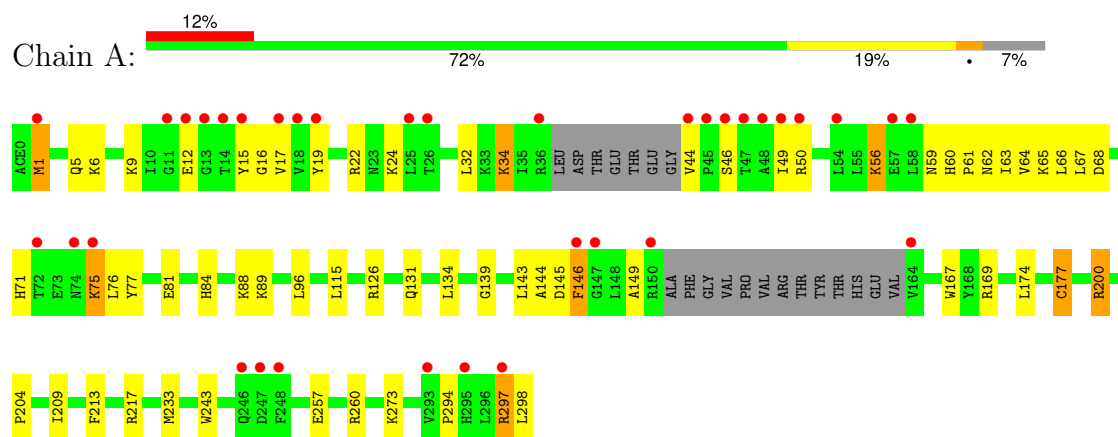 12%
Chain A:
72% 19% • 7%
ACE0 M1 Q5 K6 K9 I10 G11 E12 G13 T14 Y15 G16 V17 V18 Y19 R22 N23 K24 L25 T26 L32 K33 K34 I35 R36 LEU ASP THR GLU THR GLU GLY V44 P45 S46 T47 A48 I49 R50 L54 L55 K56 E57 L58 N59 H60 P61 N62 I63 V64 K65 L66 L67 D68
H71 T72 E73 N74 K75 L76 Y77 E81 H84 K88 K89 L96 L115 R126 Q131 L134 G139 L143 A144 D145 F146 G147 L148 A149 R150 ALA PHE GLY VAL PRO VAL ARG THR TYR THR HIS GLU VAL V164 W167 Y168 R169 L174 C177 R200
P204 I209 F213 R217 M233 W243 Q246 D247 F248 E257 R260 K273 V293 P294 H295 L296 R297 L298